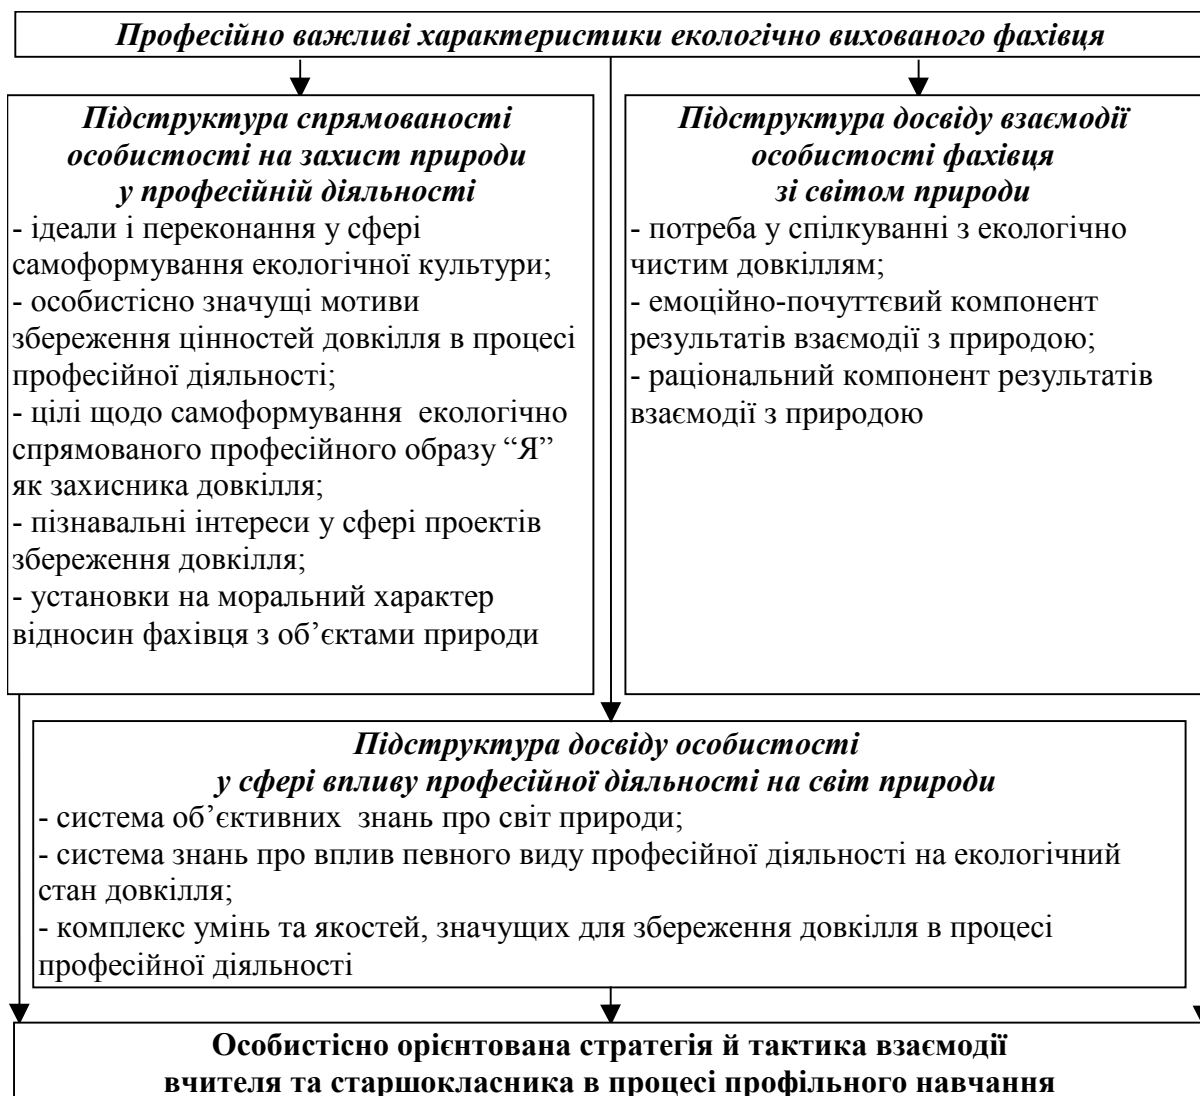 Професійно важливі характеристики екологічно вихованого фахівця
Підструктура спрямованості
особистості на захист природи
у професійній діяльності
- ідеали і переконання у сфері
самоформування екологічної культури;
- особистісно значущі мотиви
збереження цінностей довкілля в процесі
професійної діяльності;
- цілі щодо самоформування екологічно
спрямованого професійного образу “Я”
як захисника довкілля;
- пізнавальні інтереси у сфері проектів
збереження довкілля;
- установки на моральний характер
відносин фахівця з об’єктами природи
Підструктура досвіду взаємодії
особистості фахівця
зі світом природи
- потреба у спілкуванні з екологічно
чистим довкіллям;
- емоційно-почуттєвий компонент
результатів взаємодії з природою;
- раціональний компонент результатів
взаємодії з природою
Підструктура досвіду особистості
у сфері впливу професійної діяльності на світ природи
- система об’єктивних знань про світ природи;
- система знань про вплив певного виду професійної діяльності на екологічний
стан довкілля;
- комплекс умінь та якостей, значущих для збереження довкілля в процесі
професійної діяльності
Особистісно орієнтована стратегія й тактика взаємодії
вчителя та старшокласника в процесі профільного навчання